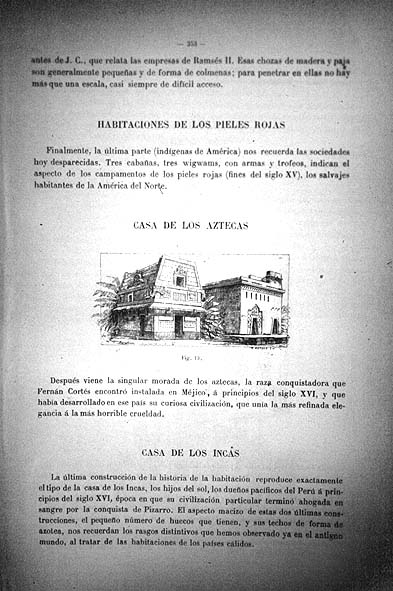 — 253 —
antes de J. C., que relata las empresas de Ramsés II. Esas chozas de madera y paja
son generalmente pequeñas y de forma de colmenas; para penetrar en ellas no hay
más que una escala, casi siempre de difícil acceso.
HABITACIONES DE LOS PIELES ROJAS
Finalmente, la última parte (indígenas de América) nos recuerda las sociedades
hoy desparecidas. Tres cabañas, tres wigwams, con armas y trofeos, indican el
aspecto de los campamentos de los pieles rojas (fines del siglo XV), los salvajes
habitantes de la América del Norte.
CASA DE LOS AZTECAS
Fig. 15.
Después viene la singular morada de los aztecas, la raza conquistadora que
Fernán Cortés encontró instalada en Méjico, á principios del siglo XVI, y que
había desarrollado en ese país su curiosa civilización, que unía la más refinada ele-
gancia á la más horrible crueldad.
CASA DE LOS INCAS
La última construcción de la historia de la habitación reproduce exactamente
el tipo de la casa de los Incas, los hijos del sol, los dueños pacíficos del Perú á prin-
cipios del siglo XVI, época en que su civilización particular terminó ahogada en
sangre por la conquista de Pizarro. El aspecto macizo de estas dos últimas cons-
trucciones, el pequeño número de huecos que tienen, y sus techos de forma de
azotea, nos recuerdan los rasgos distintivos que hemos observado ya en el antiguo
mundo, al tratar de las habitaciones de los países cálidos.